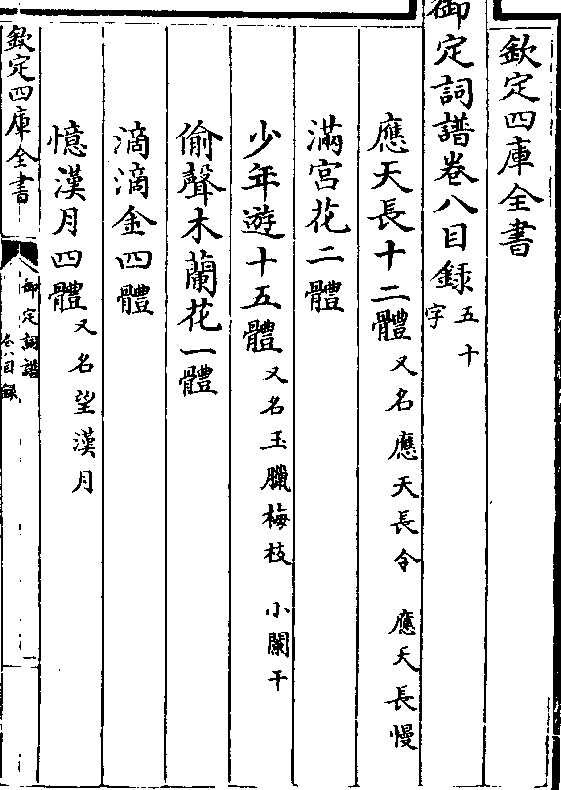 欽定四庫全書
御定詞譜卷八目録五十字
應天長十二體又名應天長令 應天長慢
滿宮花二體
少年遊十五體又名玉臘梅枝 小闌干
偷聲木蘭花一體
滴滴金四體
憶漢月四體又名望漢月
欽定四庫全書
御定詞譜
卷八目録
一